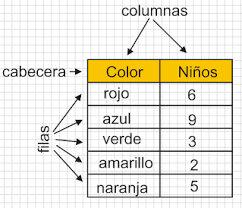 columnas
cabecera
Color Niños
rojo 6
azul 9
verde 3
amarillo 2
naranja 5
filas